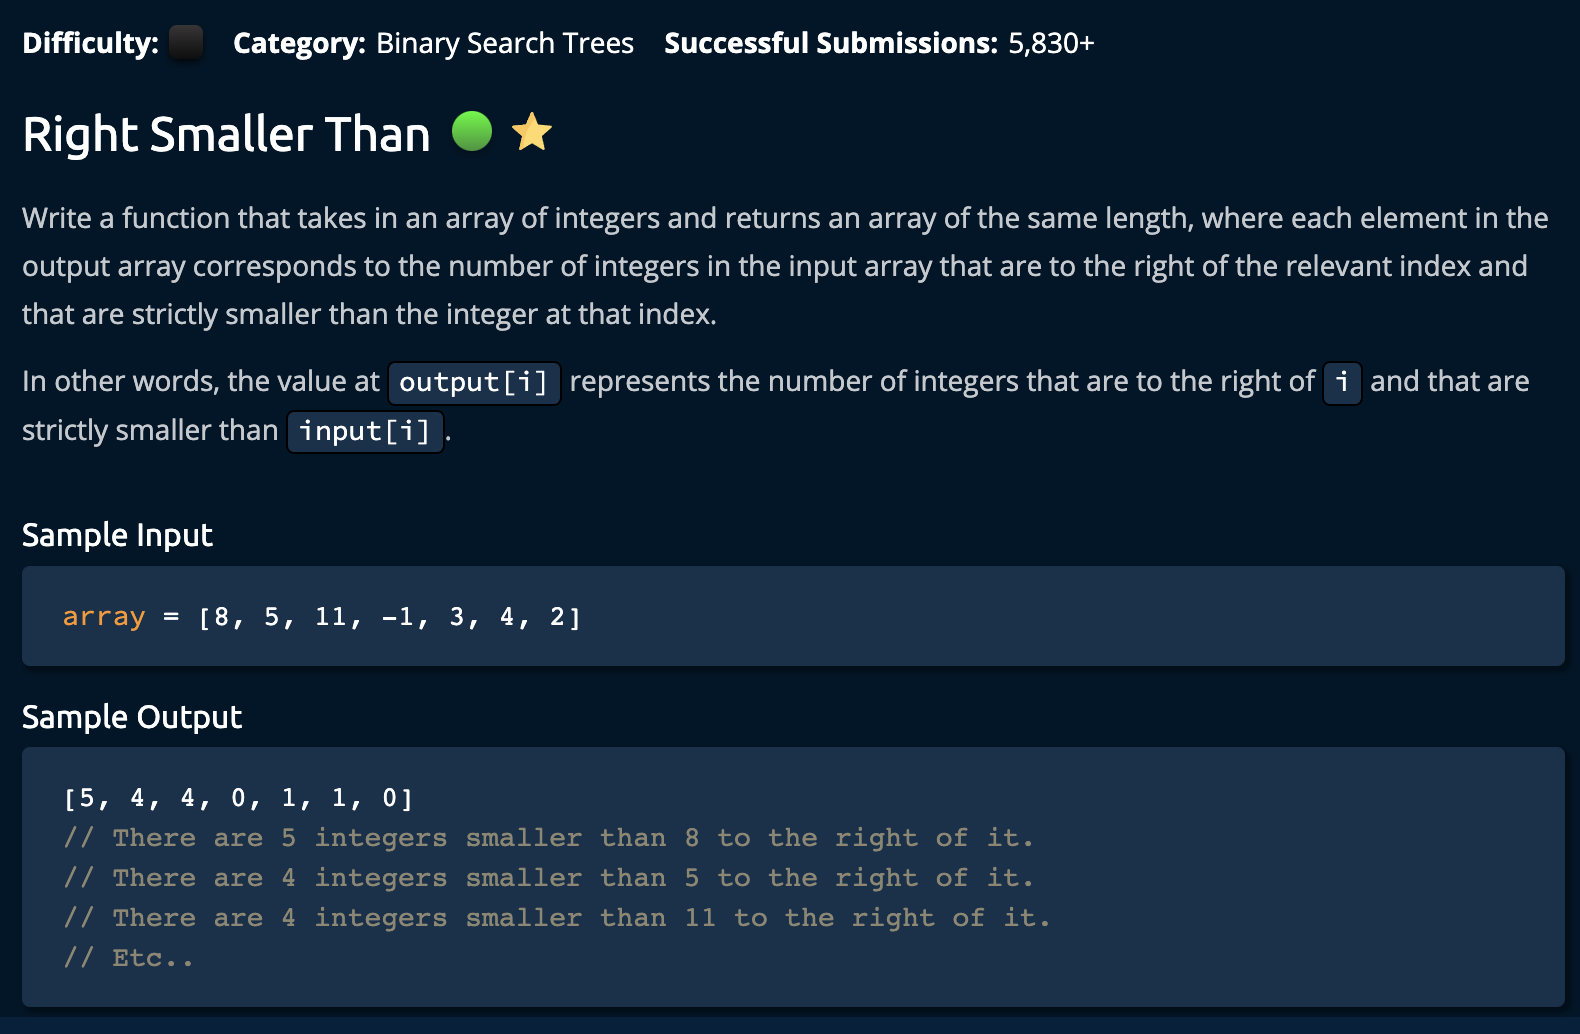 Difficulty: Category: Binary Search Trees Successful Submissions: 5,830+
Right Smaller Than
Write a function that takes in an array of integers and returns an array of the same length, where each element in the
output array corresponds to the number of integers in the input array that are to the right of the relevant index and
that are strictly smaller than the integer at that index.
In other words, the value at output[i] represents the number of integers that are to the right of i and that are
strictly smaller than input[i].
Sample Input
array = [8, 5, 11, -1, 3, 4, 2]
Sample Output
[5, 4, 4, 0, 1, 1, 0]
// There are 5 integers smaller than 8 to the right of it.
// There are 4 integers smaller than 5 to the right of it.
// There are 4 integers smaller than 11 to the right of it.
// Etc..